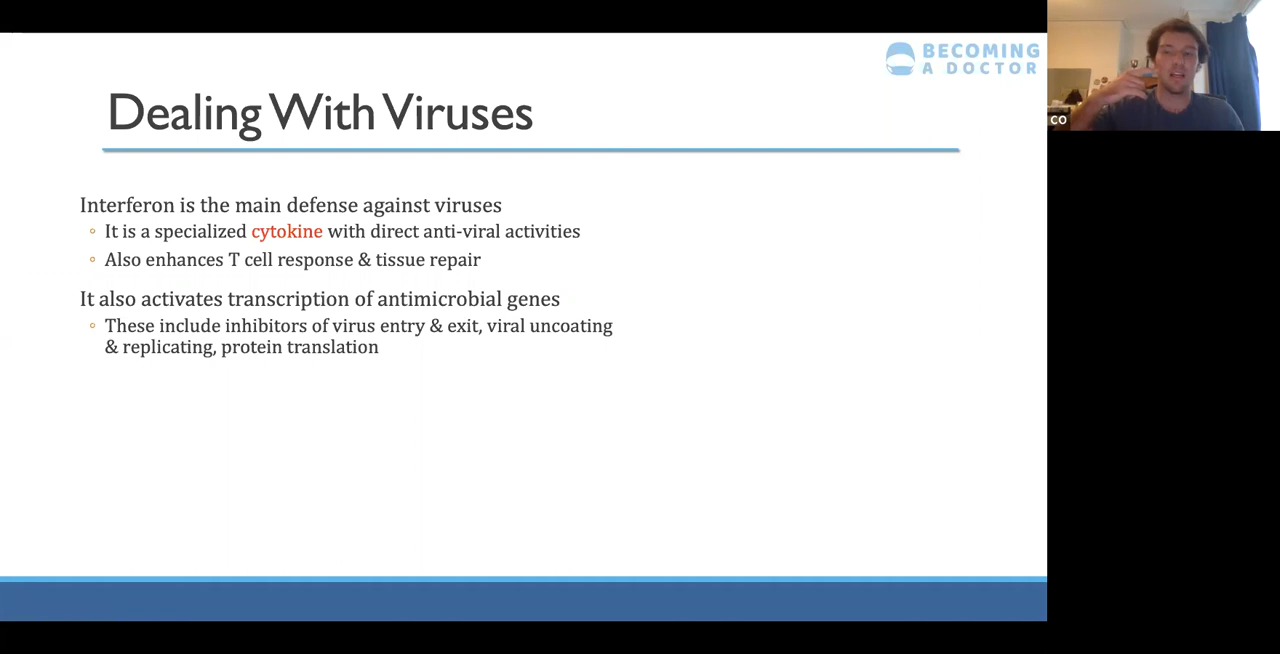 BECOMING
A DOCTOR
CO
Dealing With Viruses
Interferon is the main defense against viruses
◦ It is a specialized cytokine with direct anti-viral activities
◦ Also enhances T cell response & tissue repair
It also activates transcription of antimicrobial genes
◦ These include inhibitors of virus entry & exit, viral uncoating
& replicating, protein translation